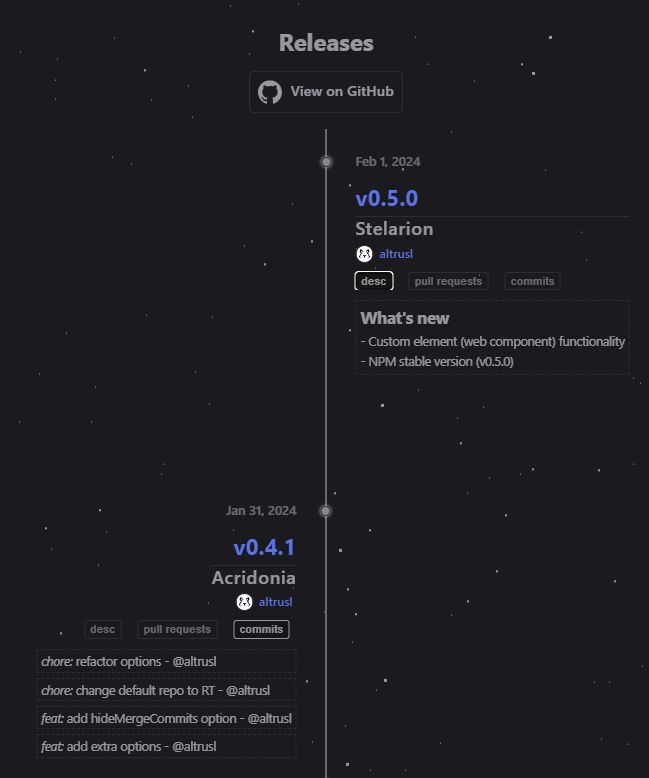 Releases
View on GitHub
Feb 1, 2024
v0.5.0
Stelarion
altrusl
desc pull requests commits
What's new
- Custom element (web component) functionality
- NPM stable version (v0.5.0)
Jan 31, 2024
v0.4.1
Acridonia
altrusl
desc pull requests commits
chore: refactor options - @altrusl
chore: change default repo to RT - @altrusl
feat: add hideMergeCommits option - @altrusl
feat: add extra options - @altrusl